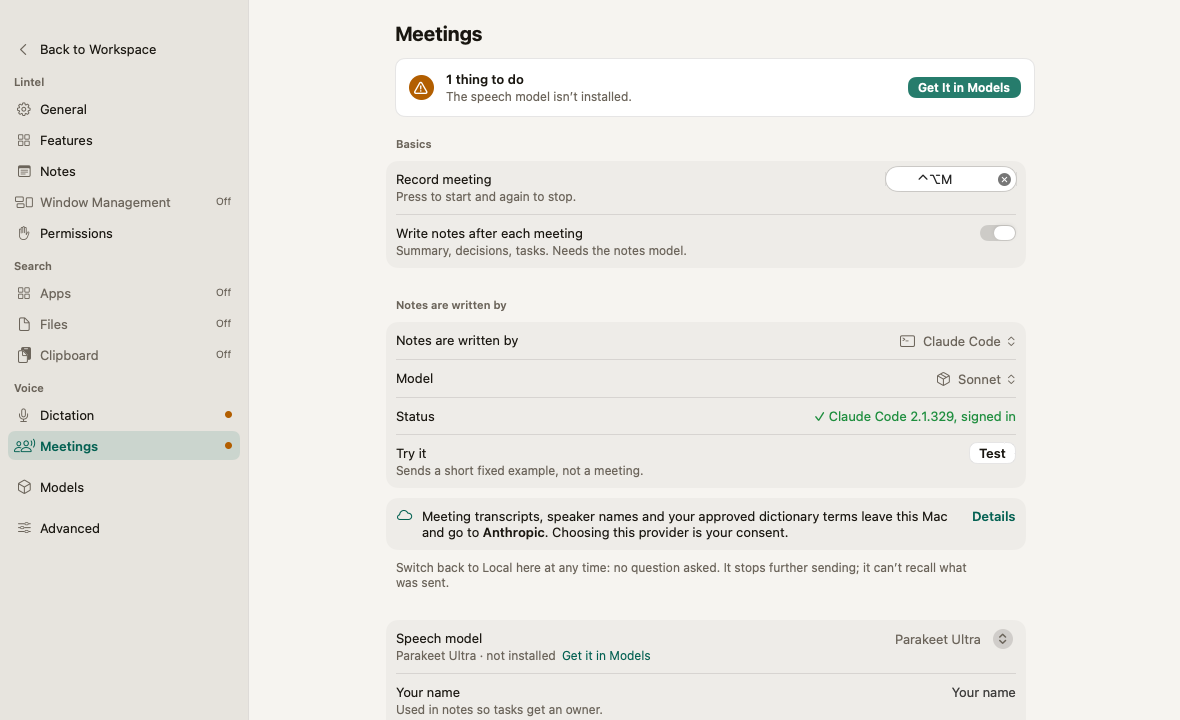 Back to Workspace
Lintel
General
Features
Notes
Window Management Off
Permissions
Search
Apps Off
Files Off
Clipboard Off
Voice
Dictation
Meetings
Models
Advanced
Meetings
1 thing to do
The speech model isn’t installed.
Get It in Models
Basics
Record meeting
Press to start and again to stop.
⌃⌥M
Write notes after each meeting
Summary, decisions, tasks. Needs the notes model.
Notes are written by
Notes are written by Claude Code
Model Sonnet
Status ✓ Claude Code 2.1.329, signed in
Try it
Sends a short fixed example, not a meeting.
Test
Meeting transcripts, speaker names and your approved dictionary terms leave this Mac
and go to Anthropic. Choosing this provider is your consent.
Details
Switch back to Local here at any time: no question asked. It stops further sending; it can’t recall what
was sent.
Speech model
Parakeet Ultra · not installed Get it in Models
Parakeet Ultra
Your name
Used in notes so tasks get an owner.
Your name